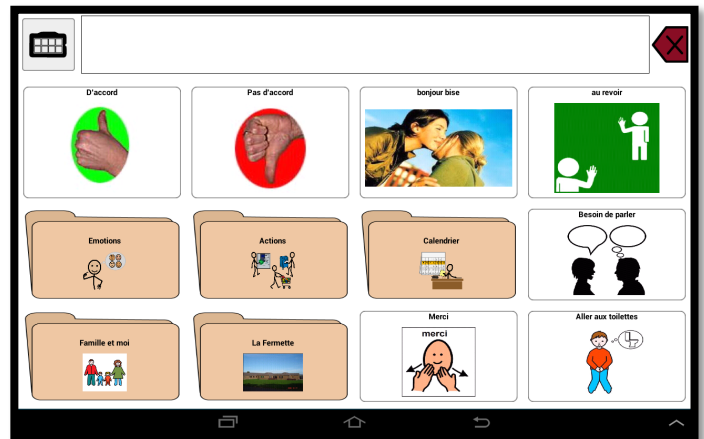 D'accord
Pas d'accord
bonjour bise
au revoir
Emotions
Actions
Calendrier
Besoin de parler
Famille et moi
La Fermette
Merci
merci
Aller aux toilettes